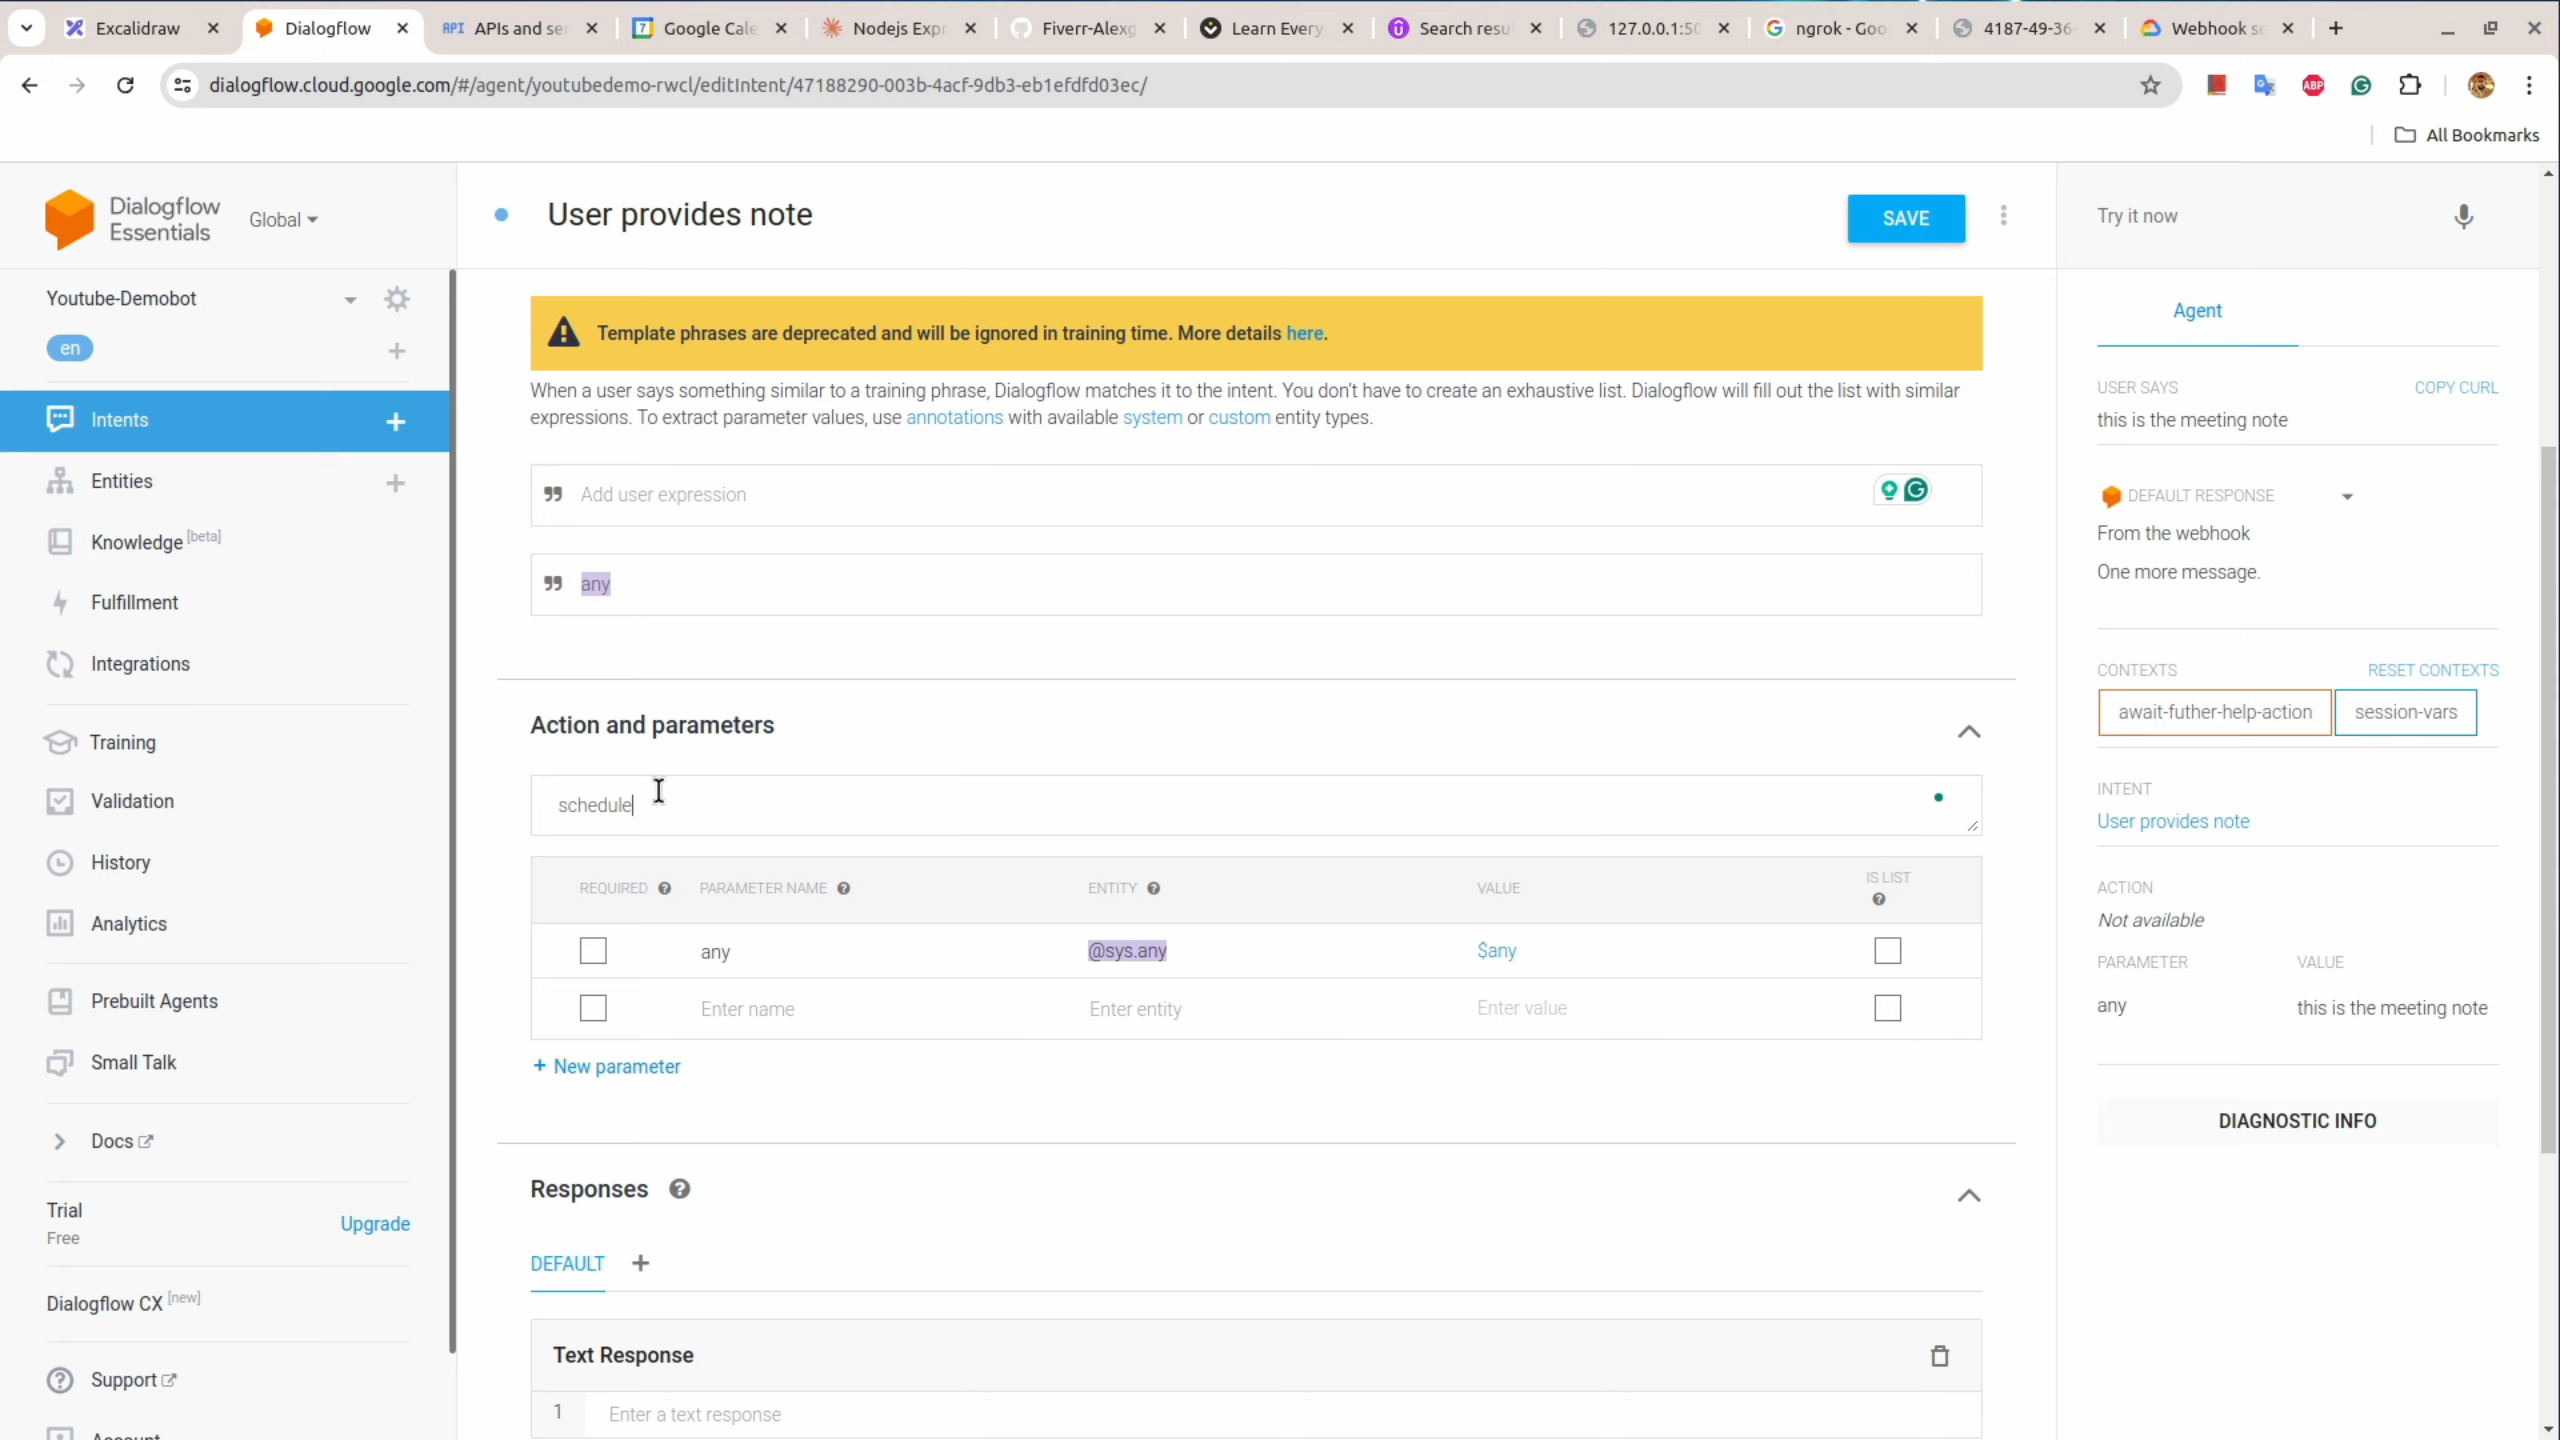 Excalidraw
Dialogflow
API APIs and ser
7 Google Cale
Nodejs Expr
Fiverr-Alexg
Learn Every
Search resu
127.0.0.1:50
ngrok - Goo
4187-49-36-
Webhook se
dialogflow.cloud.google.com/#/agent/youtubedemo-rwcl/editIntent/47188290-003b-4acf-9db3-eb1efdfd03ec/
ABP
All Bookmarks
Dialogflow
Essentials
Global
Youtube-Demobot
en
Intents
Entities
Knowledge [beta]
Fulfillment
Integrations
Training
Validation
History
Analytics
Prebuilt Agents
Small Talk
Docs
Trial
Free
Upgrade
Dialogflow CX [new]
Support
User provides note
SAVE
Template phrases are deprecated and will be ignored in training time. More details here.
When a user says something similar to a training phrase, Dialogflow matches it to the intent. You don't have to create an exhaustive list. Dialogflow will fill out the list with similar
expressions. To extract parameter values, use annotations with available system or custom entity types.
Add user expression
any
Action and parameters
schedule
REQUIRED
PARAMETER NAME
ENTITY
VALUE
IS LIST
any
@sys.any
$any
Enter name
Enter entity
Enter value
+ New parameter
Responses
DEFAULT
Text Response
1 Enter a text response
Try it now
Agent
USER SAYS
COPY CURL
this is the meeting note
DEFAULT RESPONSE
From the webhook
One more message.
CONTEXTS
RESET CONTEXTS
await-futher-help-action
session-vars
INTENT
User provides note
ACTION
Not available
PARAMETER
VALUE
any
this is the meeting note
DIAGNOSTIC INFO